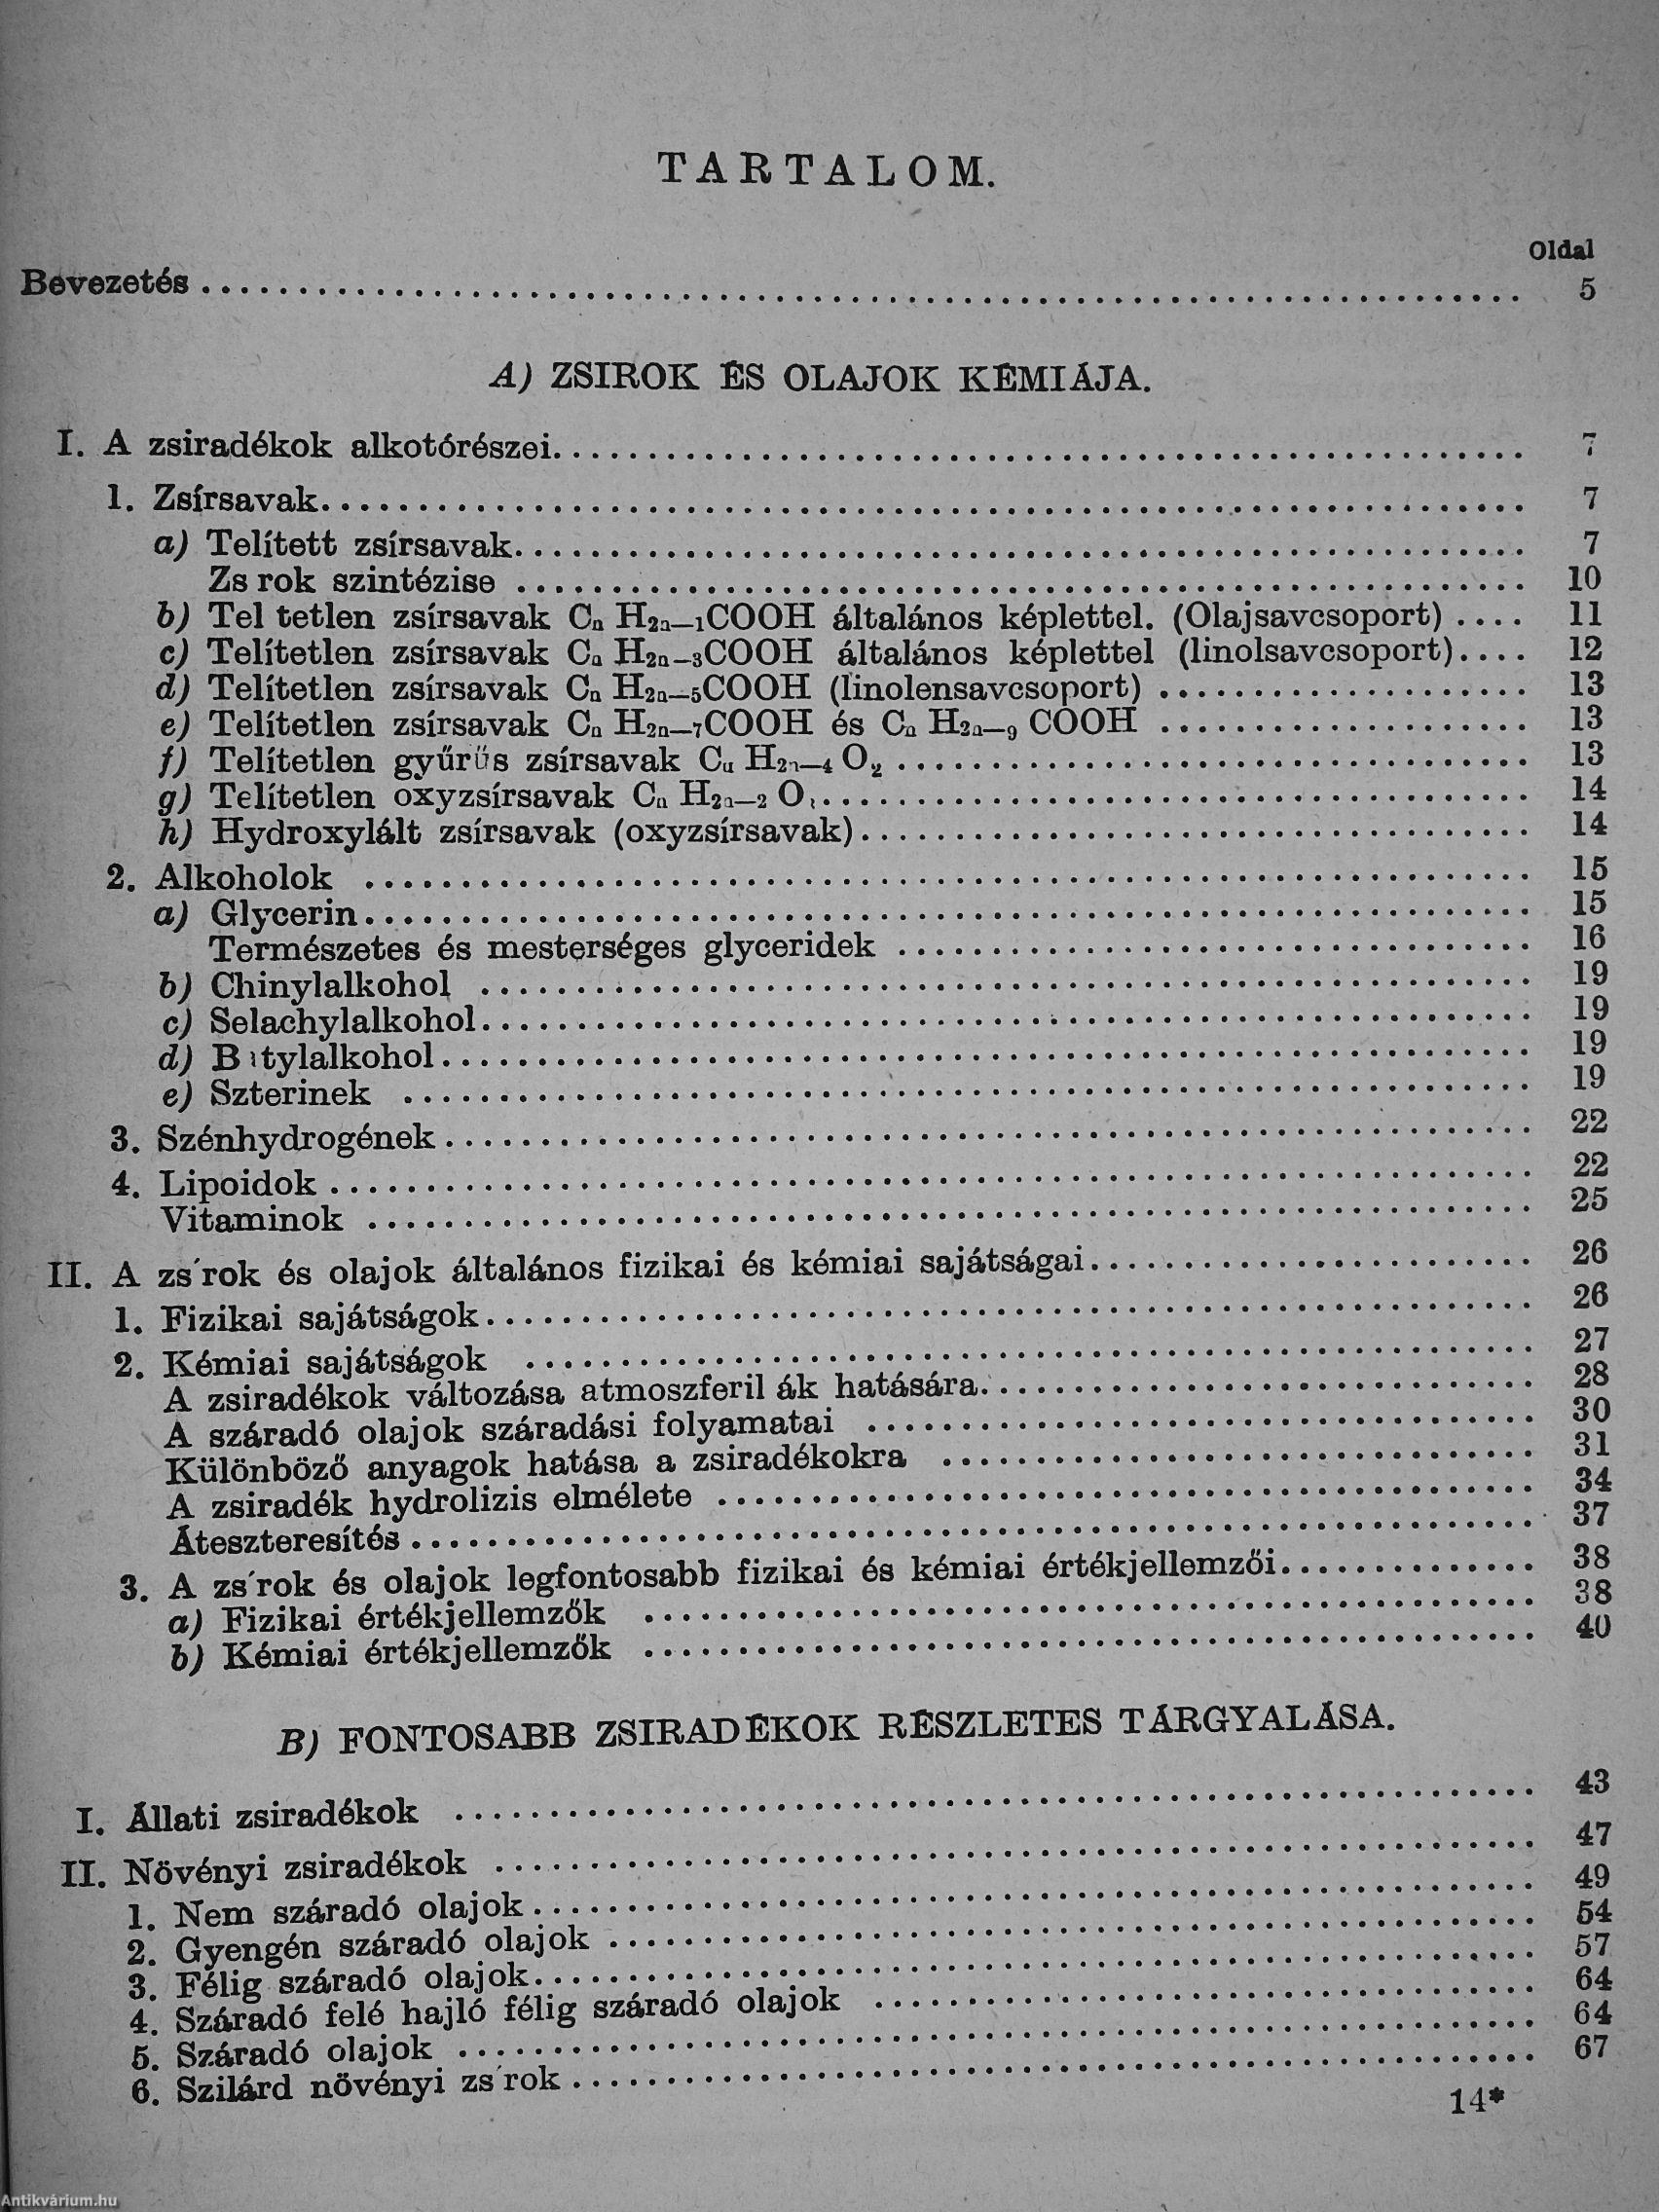 TARTALOM.
Oldal
Bevezetés 5
A) ZSIROK ÉS OLAJOK KÉMIÁJA.
I. A zsiradékok alkotórészei 7
1. Zsírsavak 7
a) Telített zsírsavak 7
Zs rok szintézise 10
b) Tel tetlen zsírsavak Cn H2n—1COOH általános képlettel. (Olajsavcsoport) 11
c) Telítetlen zsírsavak Cn H2n—3COOH általános képlettel (linolsavcsoport) 12
d) Telítetlen zsírsavak Cn H2n—5COOH (linolensavcsoport) 13
e) Telítetlen zsírsavak Cn H2n—7COOH és Cn H2n—9 COOH 13
f) Telítetlen gyűrűs zsírsavak Cn H2n—4 O2 13
g) Telítetlen oxyzsírsavak Cn H2n—2 O 14
h) Hydroxylált zsírsavak (oxyzsírsavak) 14
2. Alkoholok 15
a) Glycerin 15
Természetes és mesterséges glyceridek 16
b) Chinylalkohol 19
c) Selachylalkohol 19
d) B tylalkohol 19
e) Szterinek 19
3. Szénhydrogének 22
4. Lipoidok 22
Vitaminok 25
II. A zs rok és olajok általános fizikai és kémiai sajátságai 26
1. Fizikai sajátságok 26
2. Kémiai sajátságok 27
A zsiradékok változása atmoszferil ák hatására 28
A száradó olajok száradási folyamatai 30
Különböző anyagok hatása a zsiradékokra 31
A zsiradék hydrolizis elmélete 34
Áteszteresítés 37
3. A zs rok és olajok legfontosabb fizikai és kémiai értékjellemzői 38
a) Fizikai értékjellemzők 38
b) Kémiai értékjellemzők 40
B) FONTOSABB ZSIRADÉKOK RÉSZLETES TÁRGYALÁSA.
I. Állati zsiradékok 43
II. Növényi zsiradékok 47
1. Nem száradó olajok 49
2. Gyengén száradó olajok 54
3. Félig száradó olajok 57
4. Száradó felé hajló félig száradó olajok 64
5. Száradó olajok 64
6. Szilárd növényi zs rok 67
14*
Antikvárium.hu